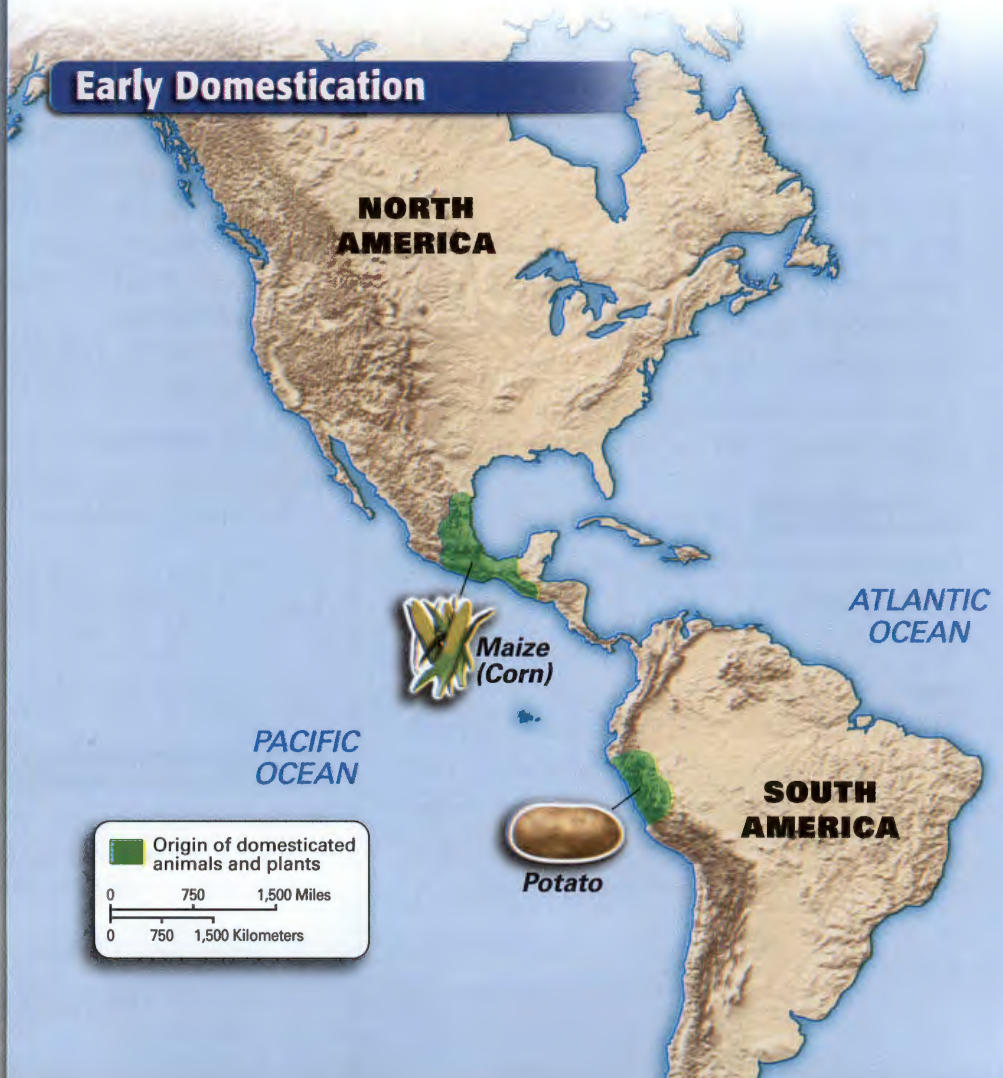 Early Domestication
NORTH
AMERICA
ATLANTIC
OCEAN
Maize
(Corn)
PACIFIC
OCEAN
SOUTH
AMERICA
Potato
Origin of domesticated
animals and plants
0 750 1,500 Miles
0 750 1,500 Kilometers